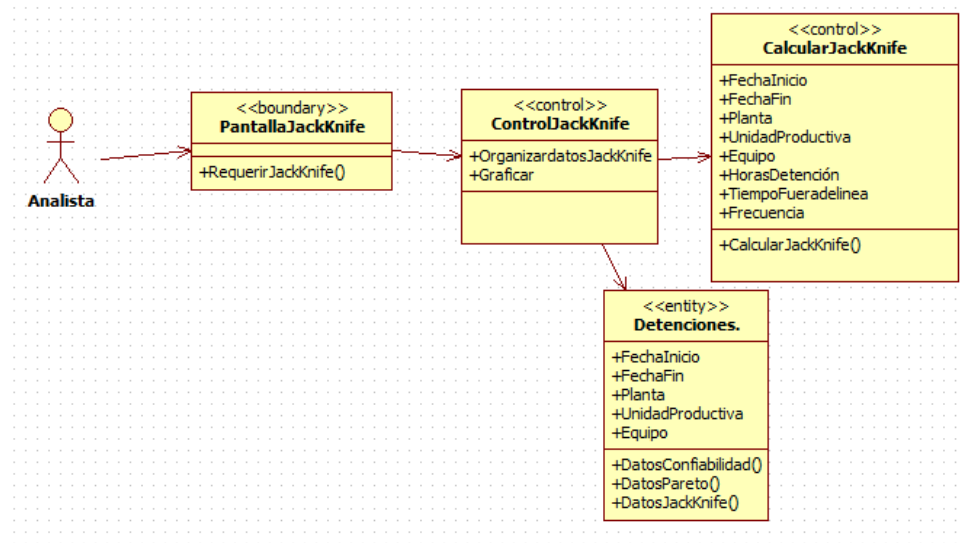 Analista
<<boundary>>
PantallaJackKnife
+RequerirJackKnife()
<<control>>
ControlJackKnife
+OrganizardatosJackKnife
+Graficar
<<control>>
CalcularJackKnife
+FechaInicio
+FechaFin
+Planta
+UnidadProductiva
+Equipo
+HorasDetención
+TiempoFueradelinea
+Frecuencia
+CalcularJackKnife()
<<entity>>
Detenciones.
+FechaInicio
+FechaFin
+Planta
+UnidadProductiva
+Equipo
+DatosConfiabilidad()
+DatosPareto()
+DatosJackKnife()